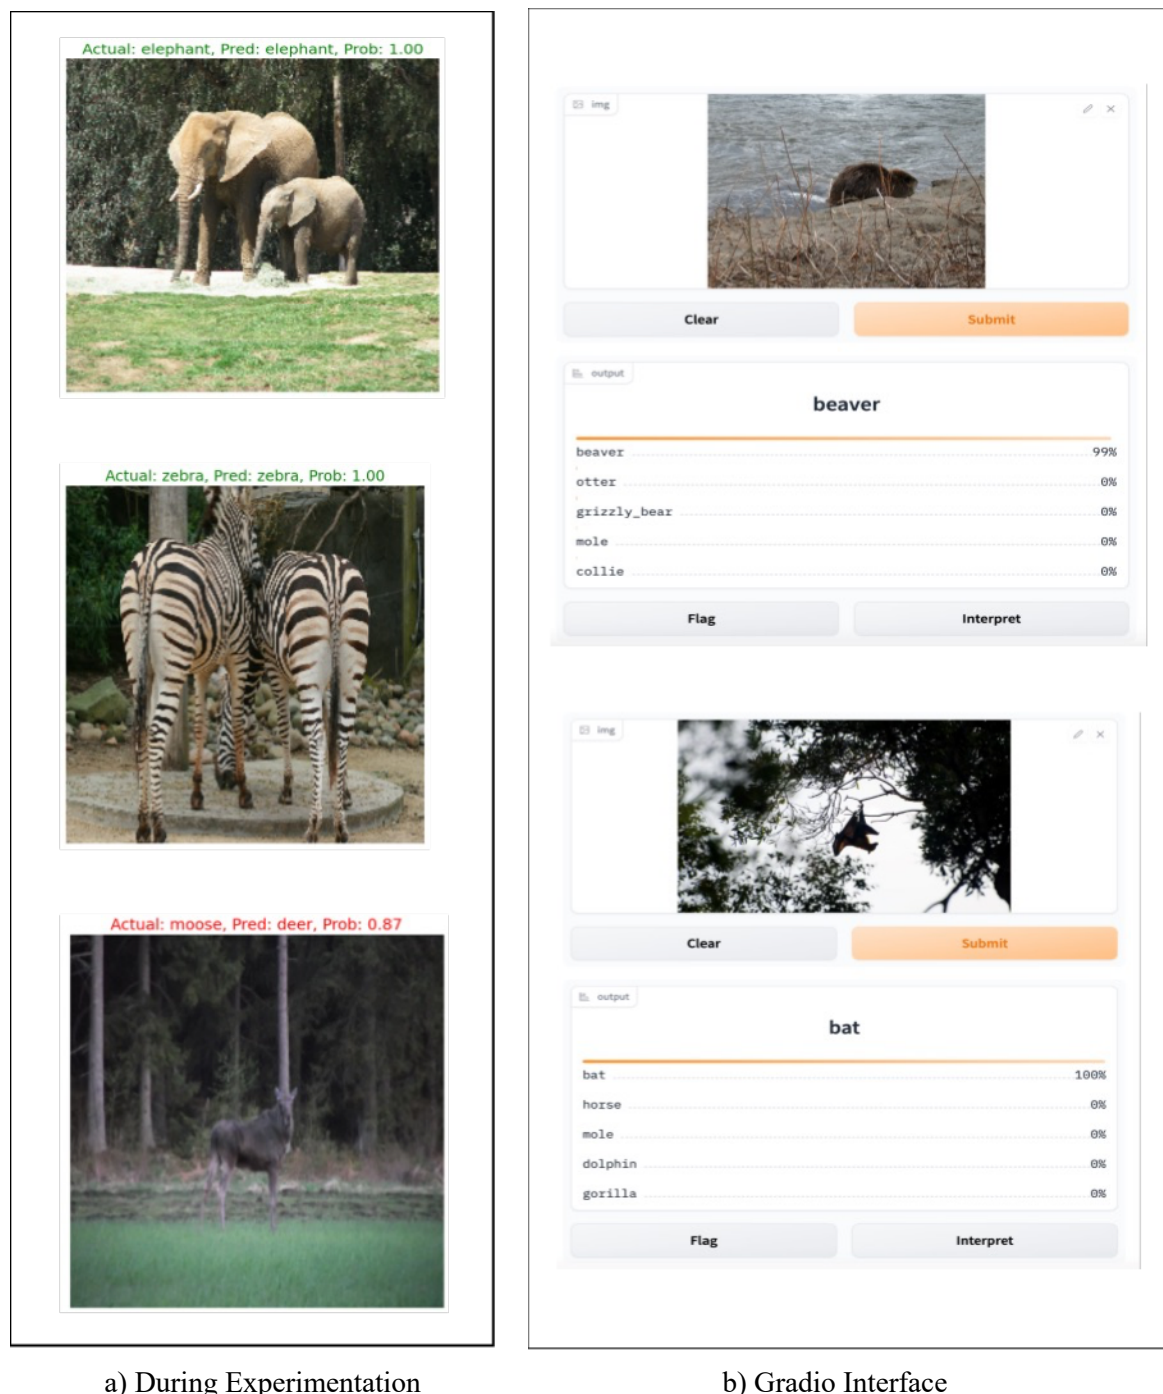 Actual: elephant, Pred: elephant, Prob: 1.00
Actual: zebra, Pred: zebra, Prob: 1.00
Actual: moose, Pred: deer, Prob: 0.87
a) During Experimentation
img
Clear
Submit
output
beaver
beaver 99%
otter 0%
grizzly_bear 0%
mole 0%
collie 0%
Flag
Interpret
img
Clear
Submit
output
bat
bat 100%
horse 0%
mole 0%
dolphin 0%
gorilla 0%
Flag
Interpret
b) Gradio Interface